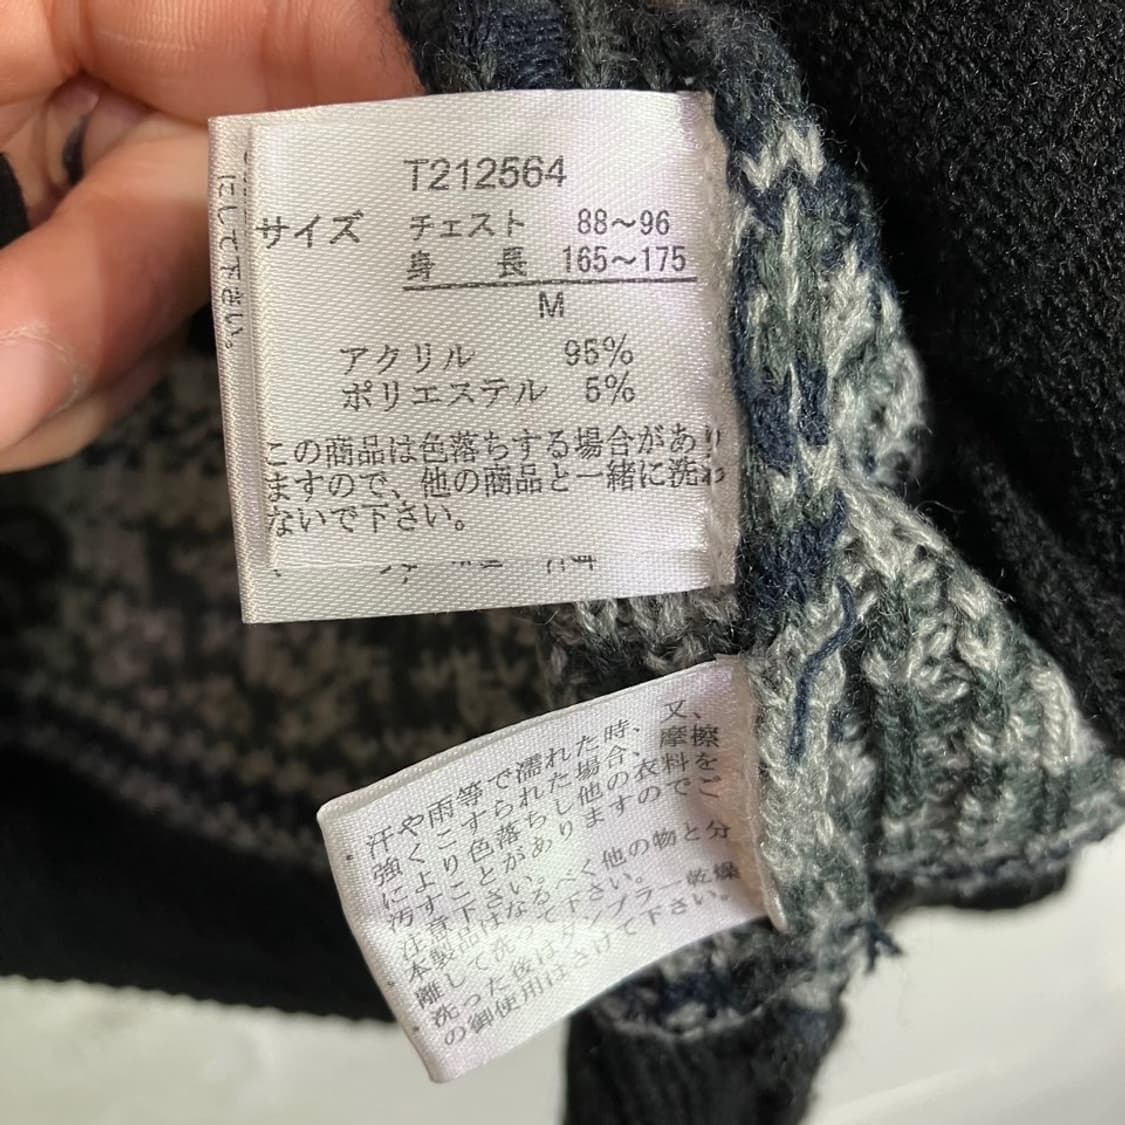 T212564
サイズ チェスト 88～96
身 長 165～175
M
アクリル 95%
ポリエステル 5%
この商品は色落ちする場合があり
ますので、他の商品と一緒に洗わ
ないで下さい。
にして下さい。
・汗や雨等で濡れた時、又、
強くこすられた場合、摩擦
により色落ちし他の衣料を
汚すことがありますのでご
注意下さい。
・本製品はなるべく他の物と分
離して洗って下さい。
・洗った後はタンブラー乾燥
の御使用はさけて下さい。